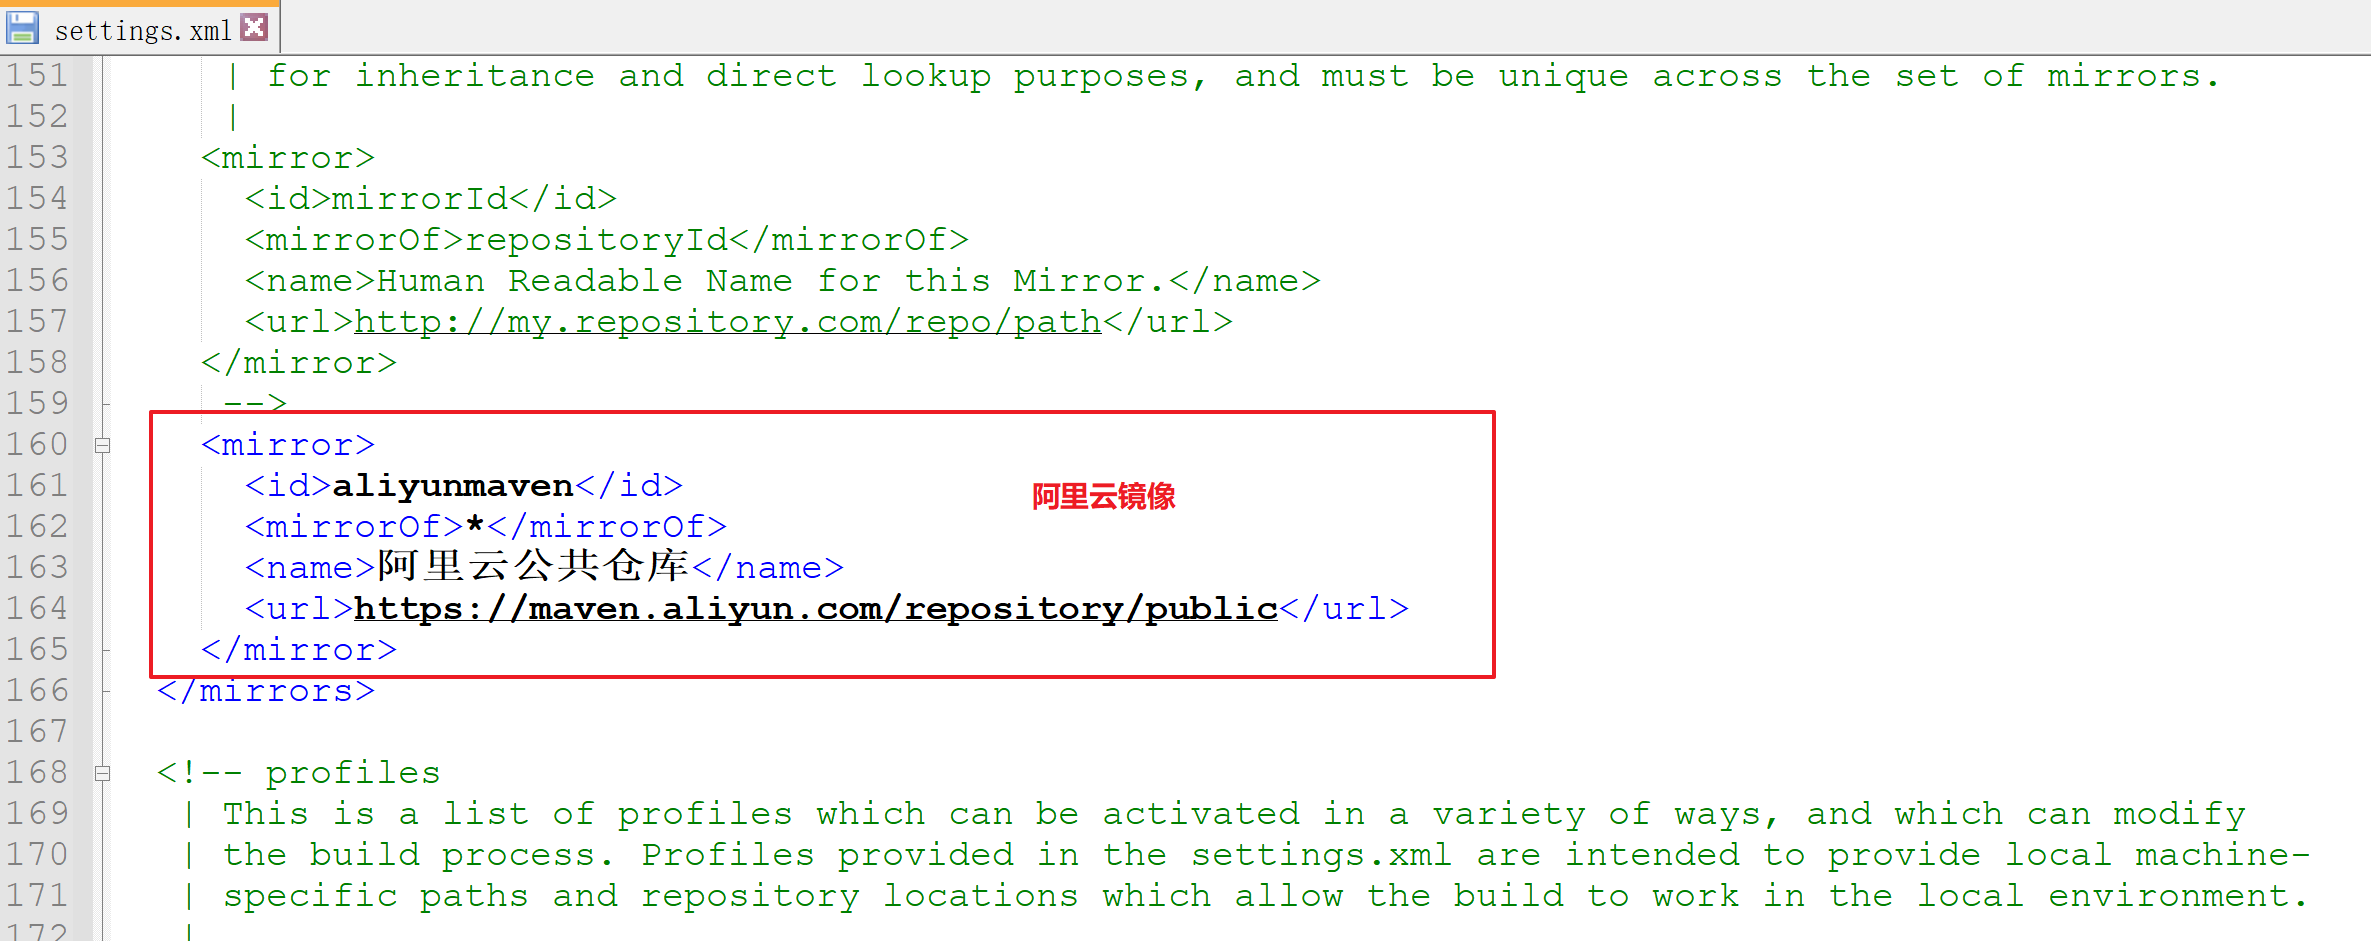 settings.xml
151 | for inheritance and direct lookup purposes, and must be unique across the set of mirrors.
152 |
153 <mirror>
154 <id>mirrorId</id>
155 <mirrorOf>repositoryId</mirrorOf>
156 <name>Human Readable Name for this Mirror.</name>
157 <url>http://my.repository.com/repo/path</url>
158 </mirror>
159 -->
160 <mirror>
161 <id>aliyunmaven</id>
阿里云镜像
162 <mirrorOf>*</mirrorOf>
163 <name>阿里云公共仓库</name>
164 <url>https://maven.aliyun.com/repository/public</url>
165 </mirror>
166 </mirrors>
167
168 <!-- profiles
169 | This is a list of profiles which can be activated in a variety of ways, and which can modify
170 | the build process. Profiles provided in the settings.xml are intended to provide local machine-
171 | specific paths and repository locations which allow the build to work in the local environment.
172 |